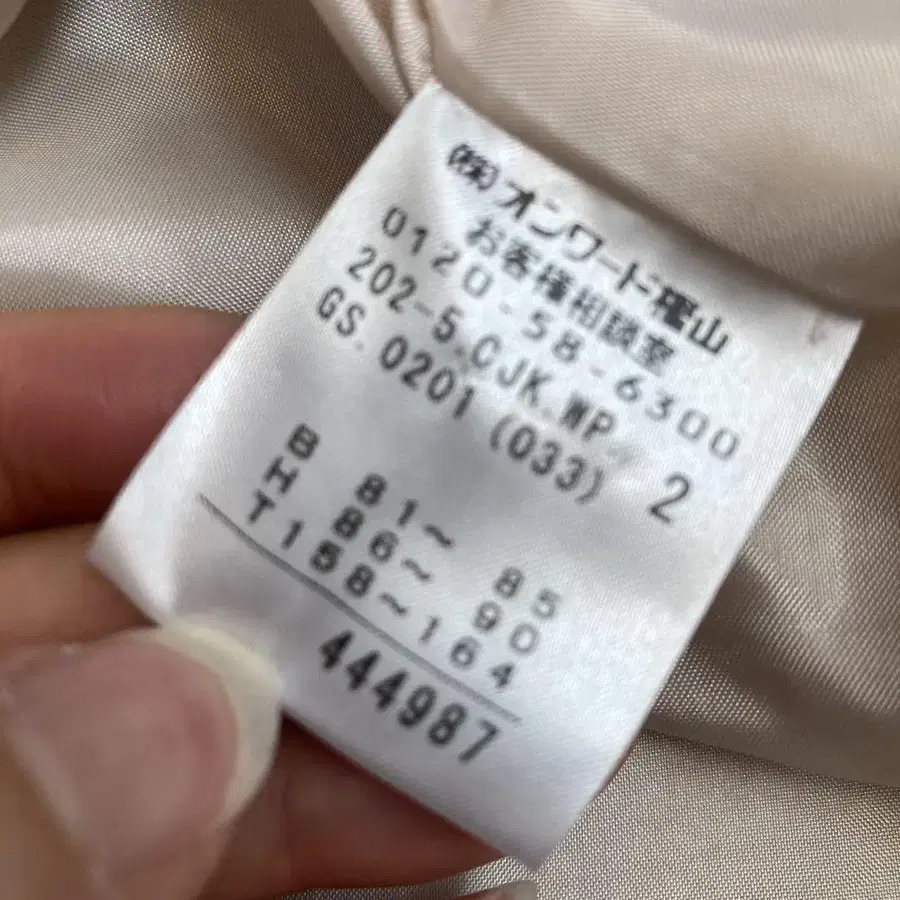 (株)オンワード樫山
お客様相談室
0120-58-6300
202-5.CJK.WP 2
GS.0201(033)
B 81~ 85
H 86~ 90
T158~164
444987